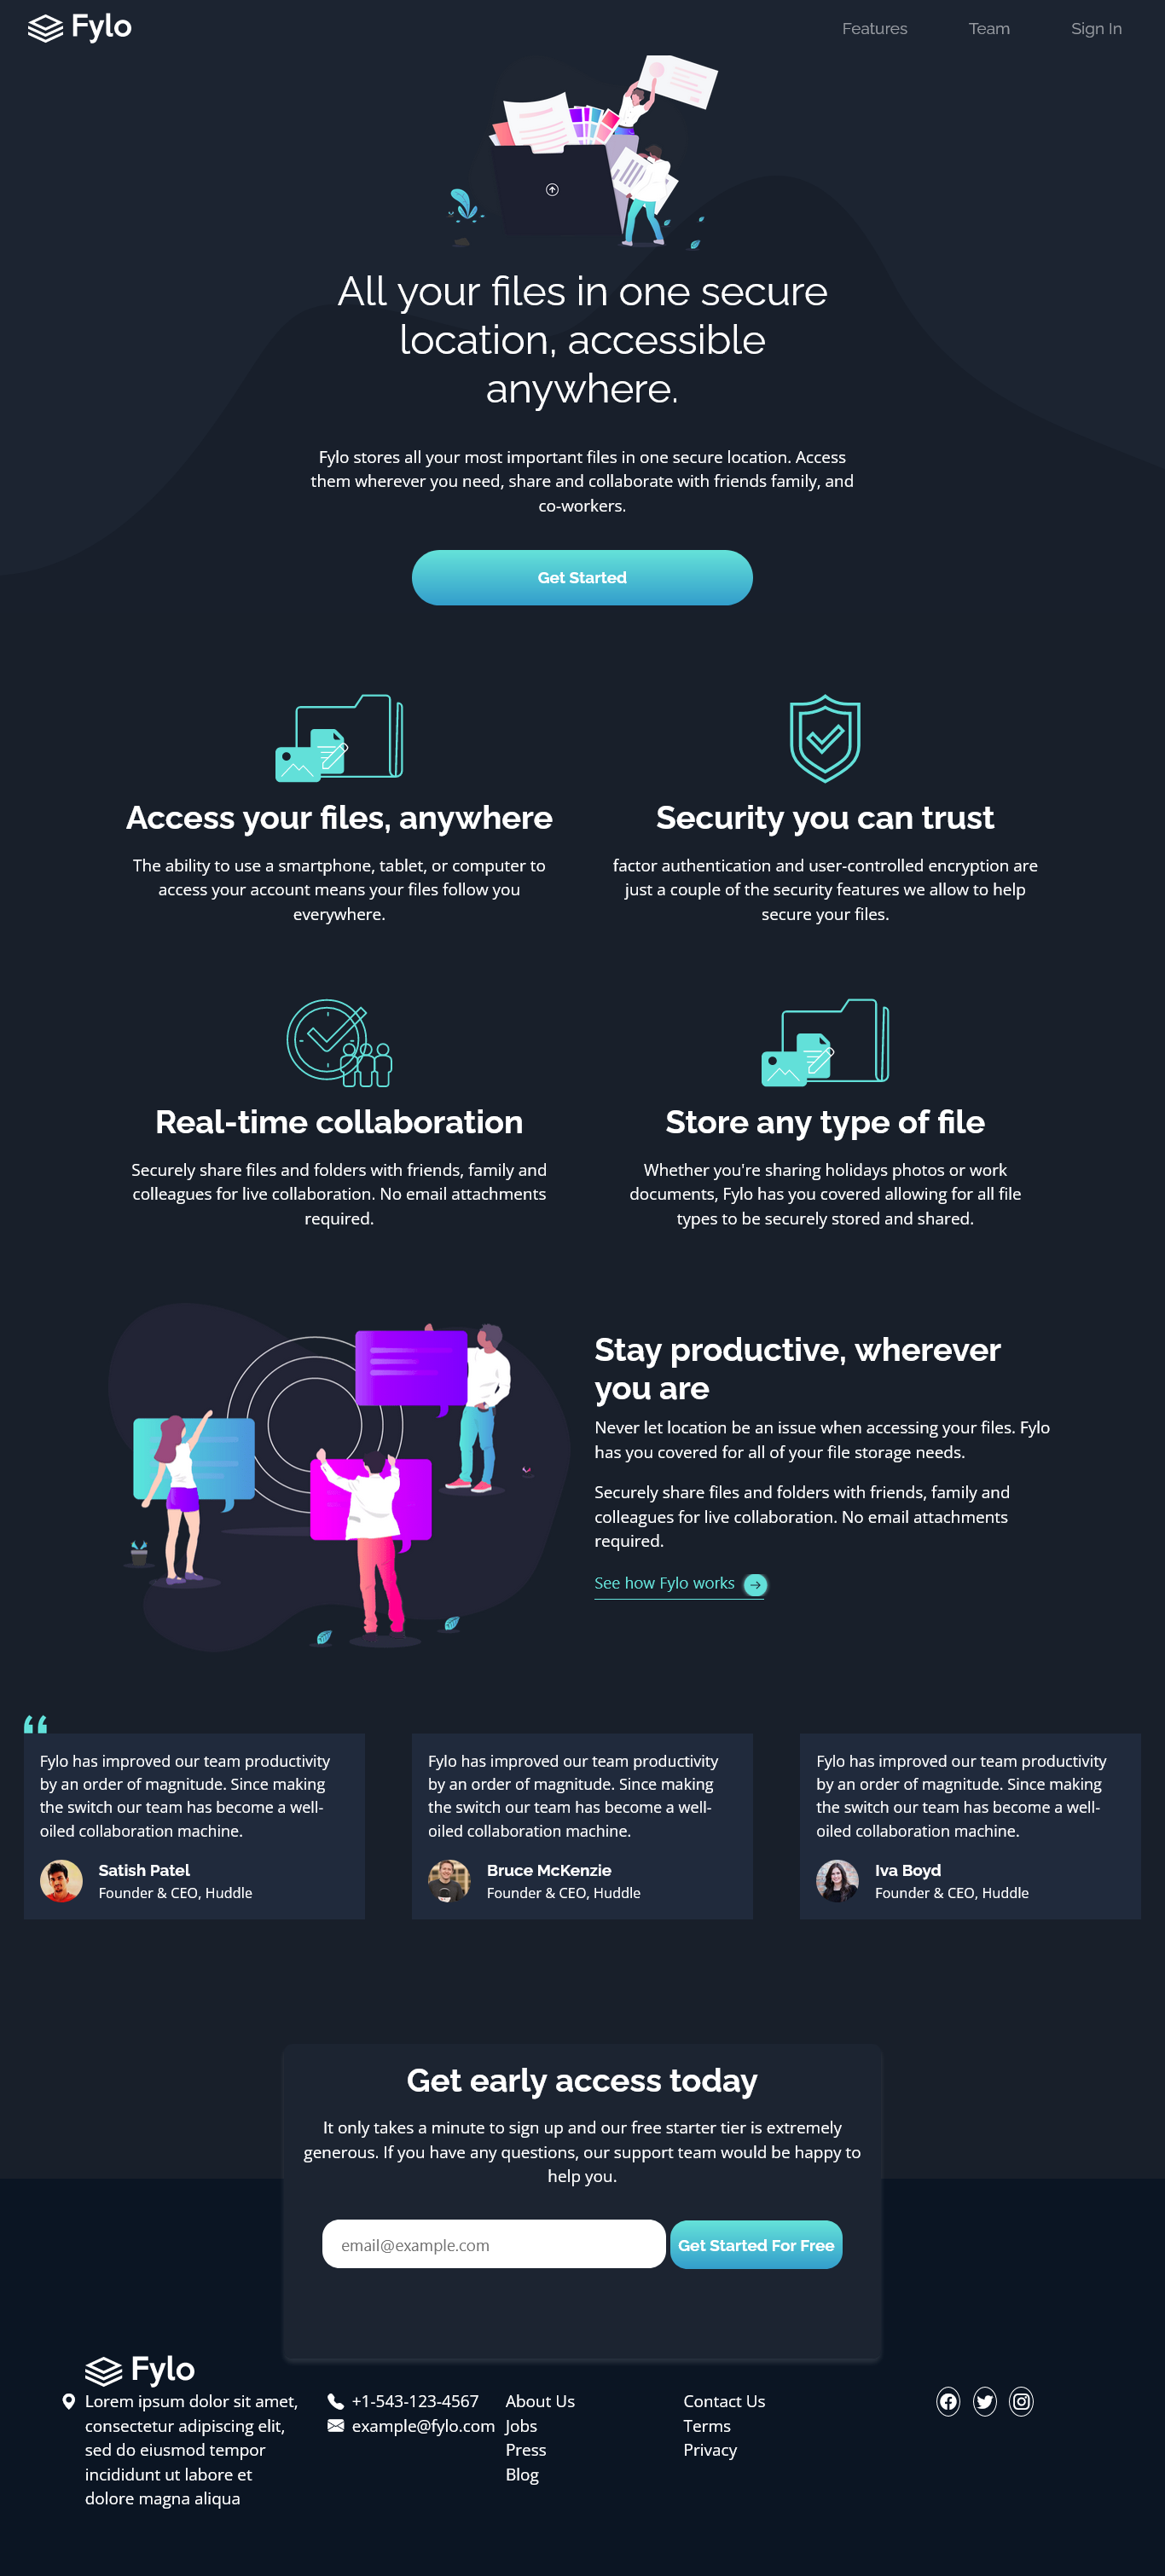 Fylo
Features Team Sign In
All your files in one secure
location, accessible
anywhere.
Fylo stores all your most important files in one secure location. Access
them wherever you need, share and collaborate with friends family, and
co-workers.
Get Started
Access your files, anywhere
The ability to use a smartphone, tablet, or computer to
access your account means your files follow you
everywhere.
Security you can trust
factor authentication and user-controlled encryption are
just a couple of the security features we allow to help
secure your files.
Real-time collaboration
Securely share files and folders with friends, family and
colleagues for live collaboration. No email attachments
required.
Store any type of file
Whether you're sharing holidays photos or work
documents, Fylo has you covered allowing for all file
types to be securely stored and shared.
Stay productive, wherever
you are
Never let location be an issue when accessing your files. Fylo
has you covered for all of your file storage needs.
Securely share files and folders with friends, family and
colleagues for live collaboration. No email attachments
required.
See how Fylo works
Fylo has improved our team productivity
by an order of magnitude. Since making
the switch our team has become a well-
oiled collaboration machine.
Satish Patel
Founder & CEO, Huddle
Fylo has improved our team productivity
by an order of magnitude. Since making
the switch our team has become a well-
oiled collaboration machine.
Bruce McKenzie
Founder & CEO, Huddle
Fylo has improved our team productivity
by an order of magnitude. Since making
the switch our team has become a well-
oiled collaboration machine.
Iva Boyd
Founder & CEO, Huddle
Get early access today
It only takes a minute to sign up and our free starter tier is extremely
generous. If you have any questions, our support team would be happy to
help you.
email@example.com
Get Started For Free
Fylo
Lorem ipsum dolor sit amet,
consectetur adipiscing elit,
sed do eiusmod tempor
incididunt ut labore et
dolore magna aliqua
+1-543-123-4567
example@fylo.com
About Us
Jobs
Press
Blog
Contact Us
Terms
Privacy